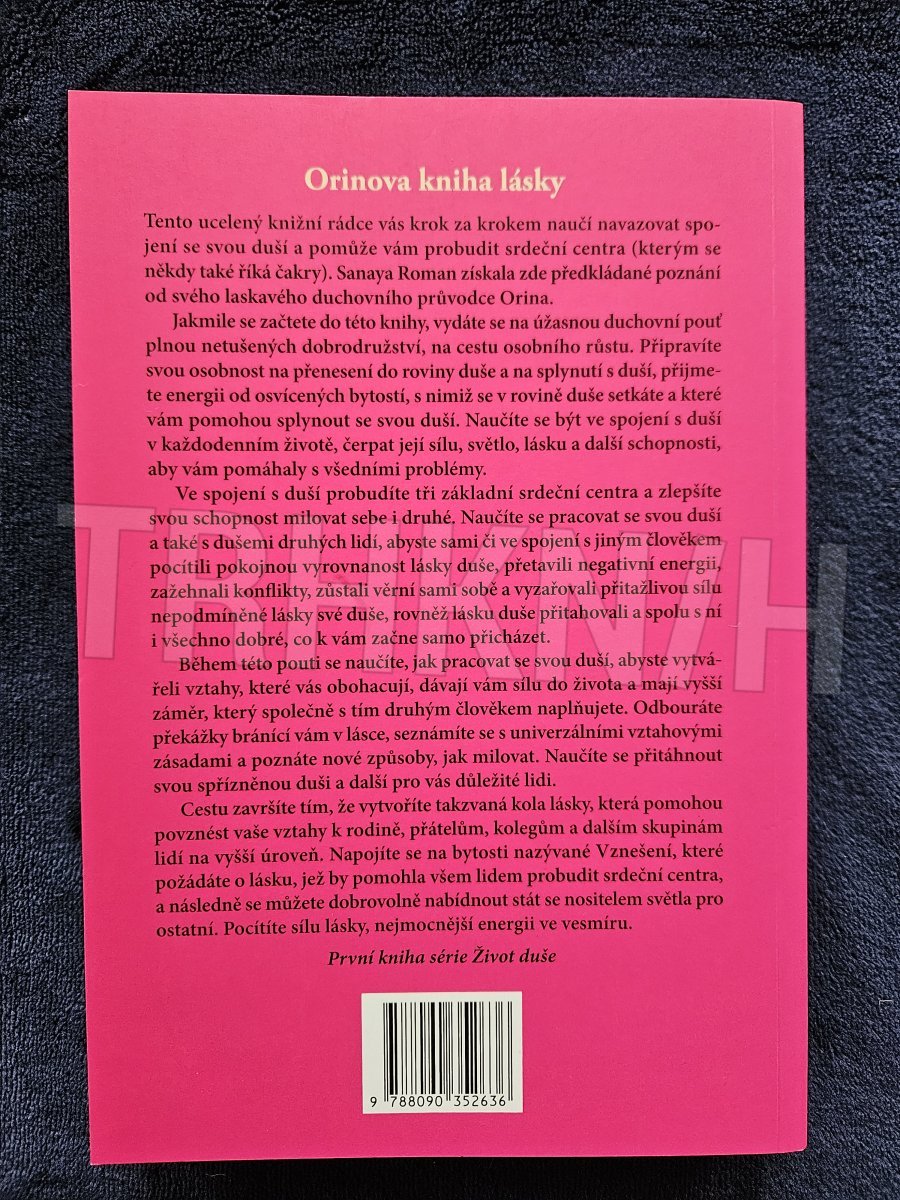 Orinova kniha lásky
Tento ucelený knižní rádce vás krok za krokem naučí navazovat spo-
jení se svou duší a pomůže vám probudit srdeční centra (kterým se
někdy také říká čakry). Sanaya Roman získala zde předkládané poznání
od svého laskavého duchovního průvodce Orina.
Jakmile se začtete do této knihy, vydáte se na úžasnou duchovní pouť
plnou netušených dobrodružství, na cestu osobního růstu. Připravíte
svou osobnost na přenesení do roviny duše a na splynutí s duší, přijme-
te energii od osvícených bytostí, s nimiž se v rovině duše setkáte a které
vám pomohou splynout se svou duší. Naučíte se být ve spojení s duší
v každodenním životě, čerpat její sílu, světlo, lásku a další schopnosti,
aby vám pomáhaly s všedními problémy.
Ve spojení s duší probudíte tři základní srdeční centra a zlepšíte
svou schopnost milovat sebe i druhé. Naučíte se pracovat se svou duší
a také s dušemi druhých lidí, abyste sami či ve spojení s jiným člověkem
pocítili pokojnou vyrovnanost lásky duše, přetavili negativní energii,
zažehnali konflikty, zůstali věrní sami sobě a vyzařovali přitažlivou sílu
nepodmíněné lásky své duše, rovněž lásku duše přitahovali a spolu s ní
i všechno dobré, co k vám začne samo přicházet.
Během této pouti se naučíte, jak pracovat se svou duší, abyste vytvá-
řeli vztahy, které vás obohacují, dávají vám sílu do života a mají vyšší
záměr, který společně s tím druhým člověkem naplňujete. Odbouráte
překážky bránící vám v lásce, seznámíte se s univerzálními vztahovými
zásadami a poznáte nové způsoby, jak milovat. Naučíte se přitáhnout
svou spřízněnou duši a další pro vás důležité lidi.
Cestu završíte tím, že vytvoříte takzvaná kola lásky, která pomohou
povznést vaše vztahy k rodině, přátelům, kolegům a dalším skupinám
lidí na vyšší úroveň. Napojíte se na bytosti nazývané Vznešení, které
požádáte o lásku, jež by pomohla všem lidem probudit srdeční centra,
a následně se můžete dobrovolně nabídnout stát se nositelem světla pro
ostatní. Pocítíte sílu lásky, nejmocnější energii ve vesmíru.
První kniha série Život duše
9 788090 352636